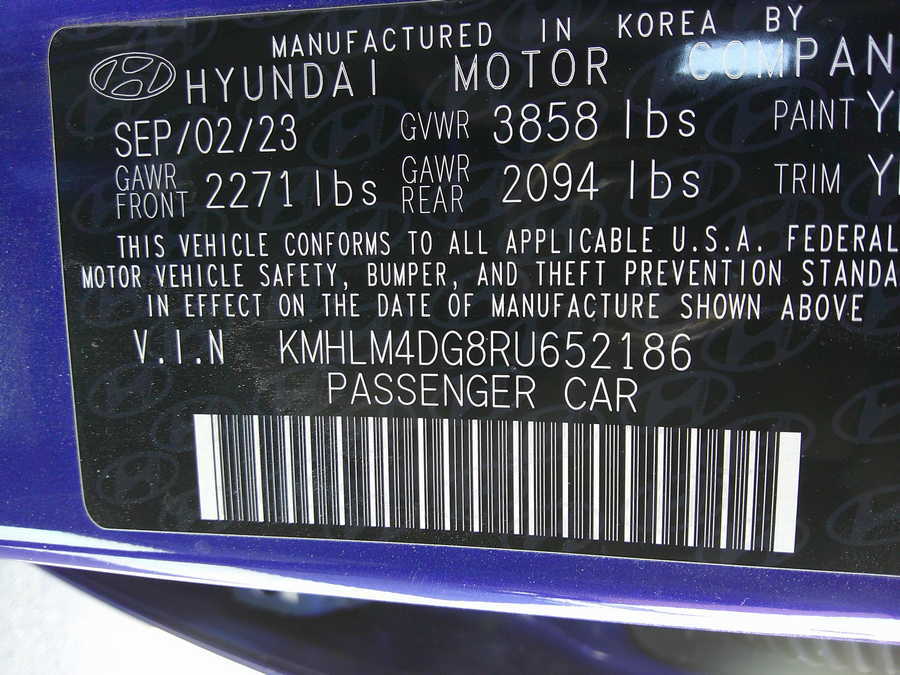 MANUFACTURED IN KOREA BY
HYUNDAI MOTOR COMPAN
SEP/02/23 GVWR 3858 lbs PAINT
GAWR FRONT 2271 lbs GAWR REAR 2094 lbs TRIM
THIS VEHICLE CONFORMS TO ALL APPLICABLE U.S.A. FEDERAL
MOTOR VEHICLE SAFETY, BUMPER, AND THEFT PREVENTION STANDA
IN EFFECT ON THE DATE OF MANUFACTURE SHOWN ABOVE
V.I.N KMHLM4DG8RU652186
PASSENGER CAR